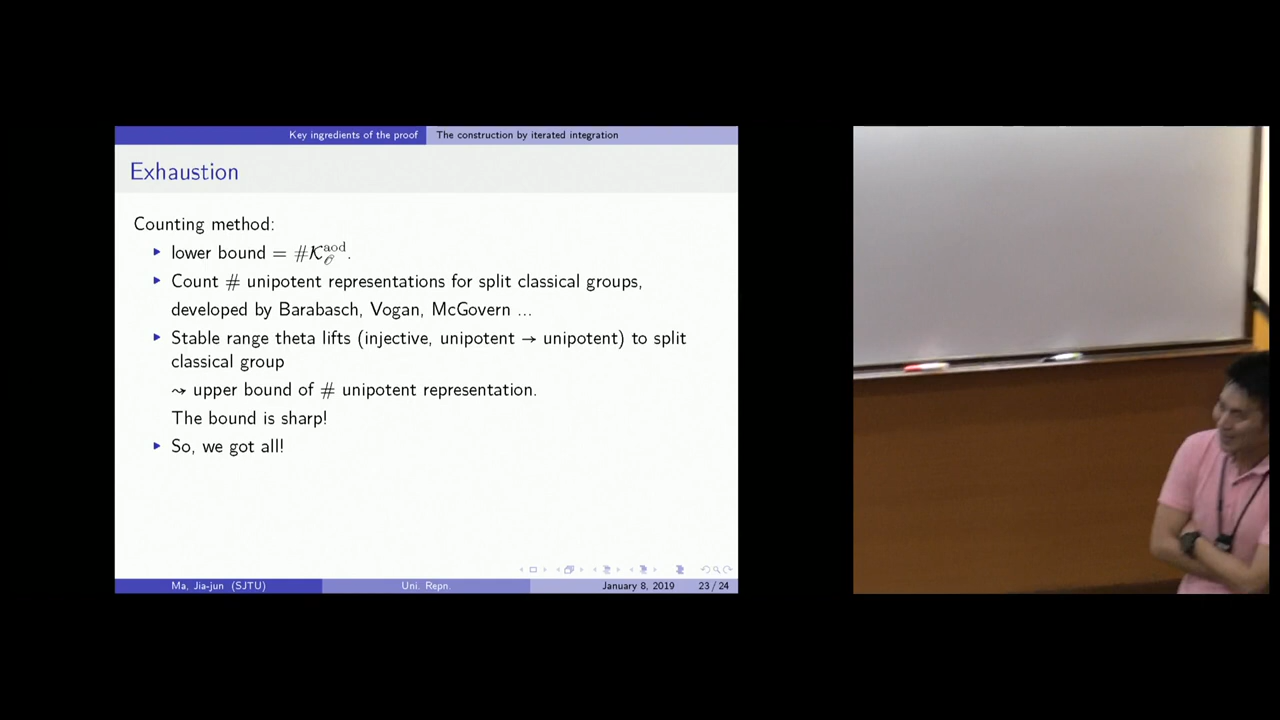 Key ingredients of the proof The construction by iterated integration
Exhaustion
Counting method:
lower bound = #𝒦_𝒪^aod.
Count # unipotent representations for split classical groups,
developed by Barabasch, Vogan, McGovern ...
Stable range theta lifts (injective, unipotent → unipotent) to split
classical group
⇝ upper bound of # unipotent representation.
The bound is sharp!
So, we got all!
Ma, Jia-jun (SJTU) Uni. Repn. January 8, 2019 23 / 24